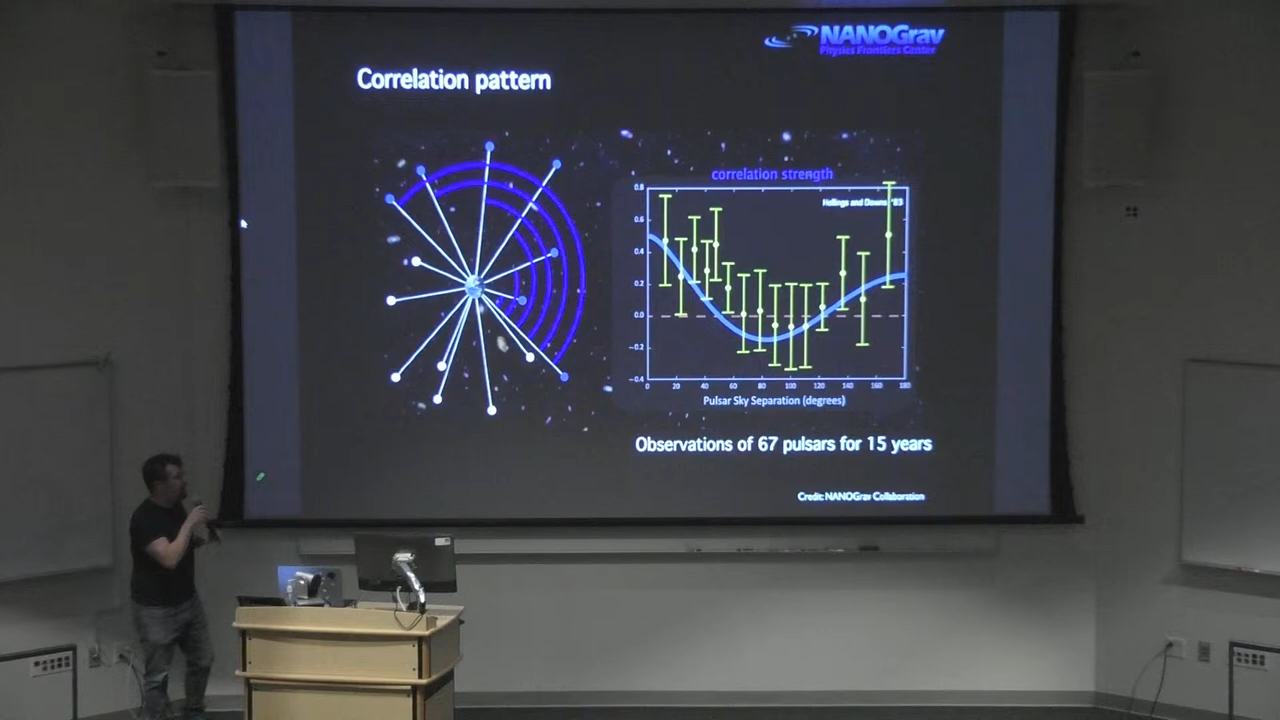 NANOGrav
Physics Frontiers Center
Correlation pattern
correlation strength
Hellings and Downs '83
0.8
0.6
0.4
0.2
0.0
−0.2
−0.4
0 20 40 60 80 100 120 140 160 180
Pulsar Sky Separation (degrees)
Observations of 67 pulsars for 15 years
Credit: NANOGrav Collaboration